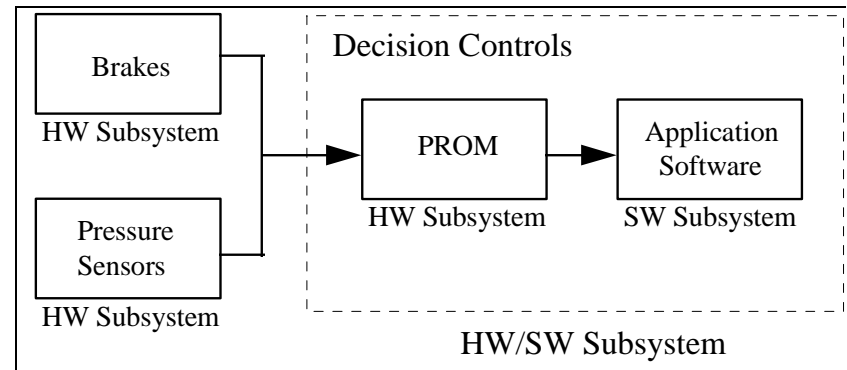 Brakes
HW Subsystem
Pressure
Sensors
HW Subsystem
Decision Controls
PROM
HW Subsystem
Application
Software
SW Subsystem
HW/SW Subsystem